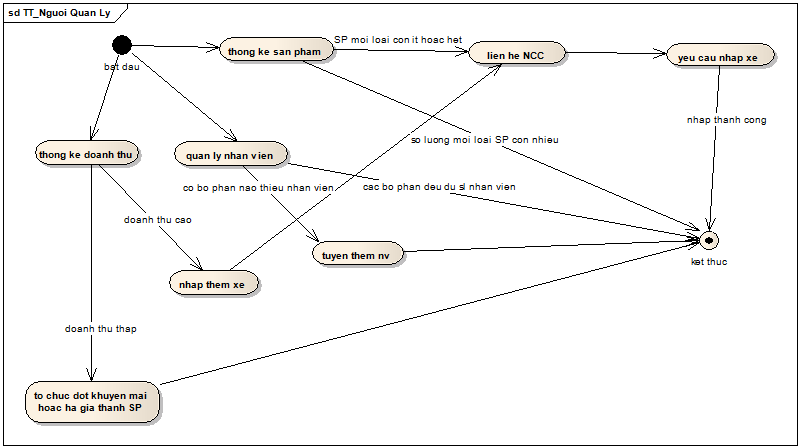 sd TT_Nguoi Quan Ly
SP moi loai con it hoac het
thong ke san pham
lien he NCC
yeu cau nhap xe
bat dau
nhap thanh cong
so luong moi loai SP con nhieu
thong ke doanh thu
quan ly nhan vien
co bo phan nao thieu nhan vien
cac bo phan deu du sl nhan vien
doanh thu cao
tuyen them nv
ket thuc
nhap them xe
doanh thu thap
to chuc dot khuyen mai
hoac ha gia thanh SP